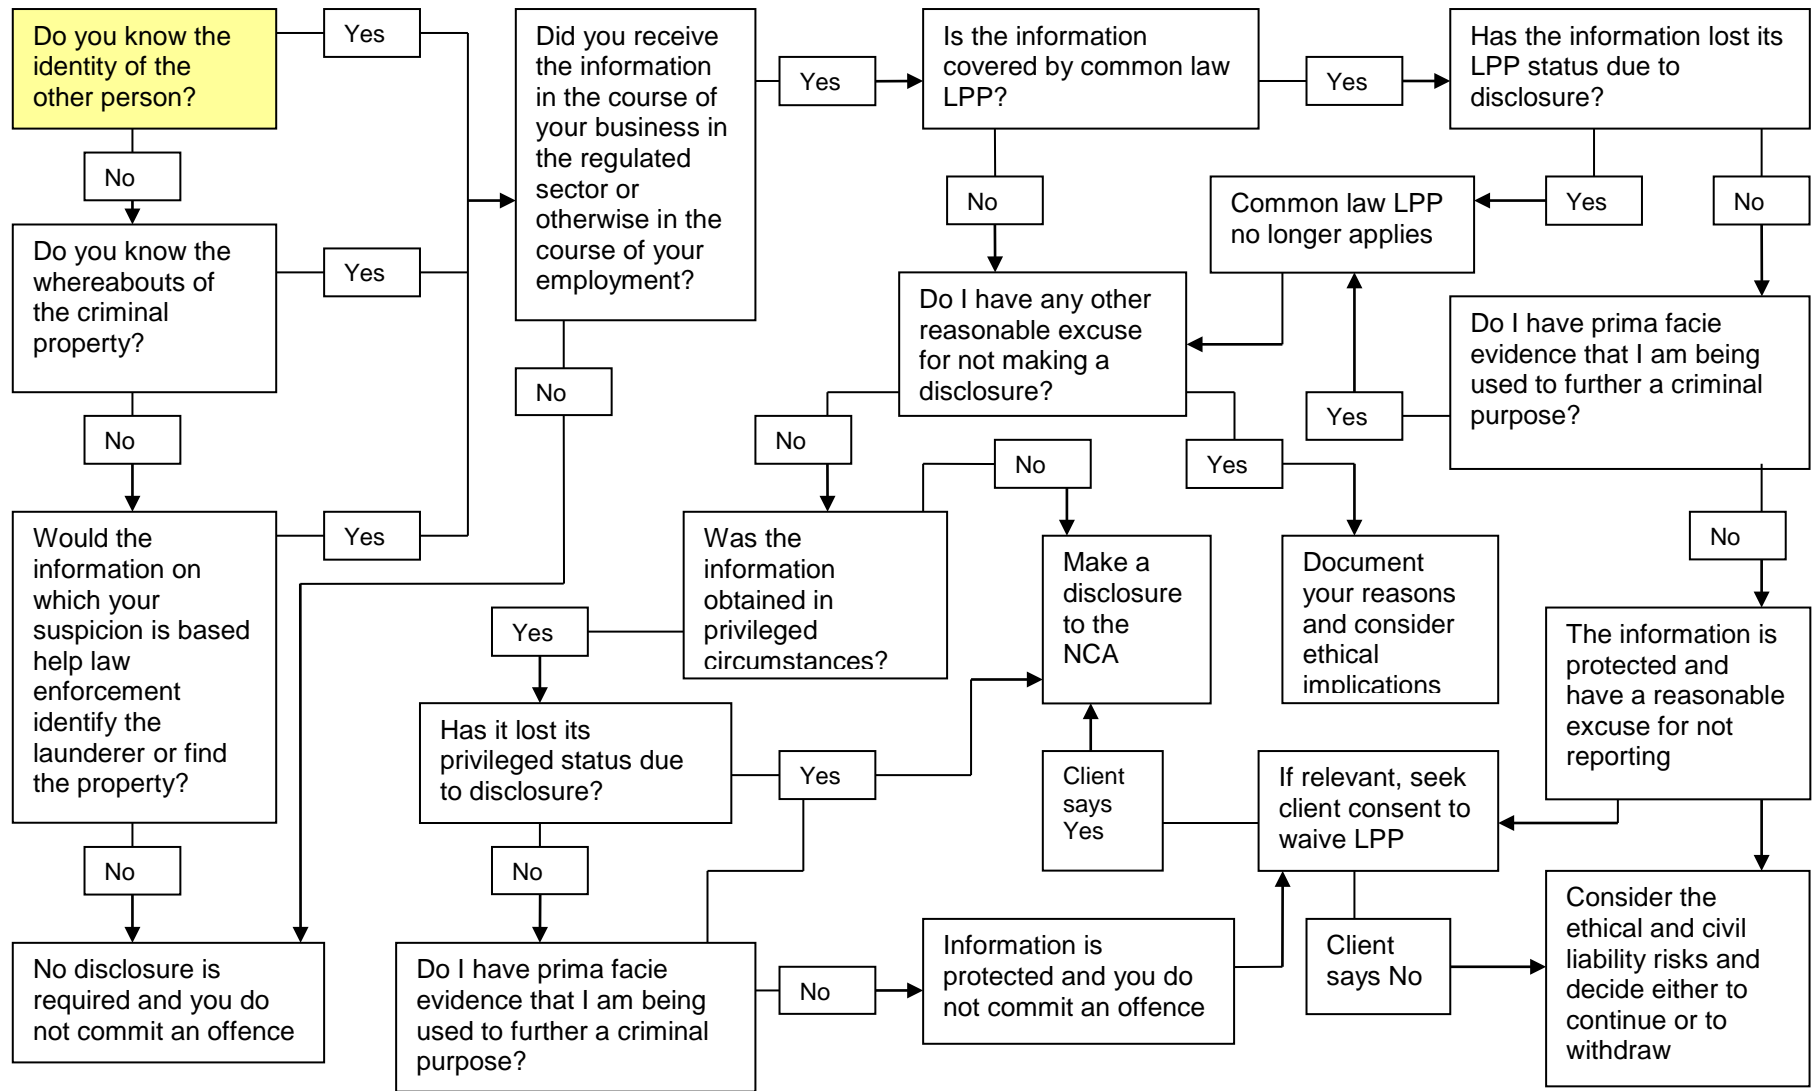 Do you know the
identity of the
other person?
Yes
Did you receive
the information
in the course of
your business in
the regulated
sector or
otherwise in the
course of your
employment?
Yes
Is the information
covered by common law
LPP?
Yes
Has the information lost its
LPP status due to
disclosure?
No
No
Common law LPP
no longer applies
Yes
No
Do you know the
whereabouts of
the criminal
property?
Yes
Do I have any other
reasonable excuse
for not making a
disclosure?
Do I have prima facie
evidence that I am being
used to further a criminal
purpose?
No
Yes
No
No
No
Yes
No
Would the
information on
which your
suspicion is based
help law
enforcement
identify the
launderer or find
the property?
Yes
Was the
information
obtained in
privileged
circumstances?
Make a
disclosure
to the
NCA
Document
your reasons
and consider
ethical
implications
Yes
The information is
protected and
have a reasonable
excuse for not
reporting
Has it lost its
privileged status due
to disclosure?
Yes
Client
says
Yes
If relevant, seek
client consent to
waive LPP
No
No
No disclosure is
required and you do
not commit an offence
Do I have prima facie
evidence that I am being
used to further a criminal
purpose?
No
Information is
protected and you do
not commit an offence
Client
says No
Consider the
ethical and civil
liability risks and
decide either to
continue or to
withdraw